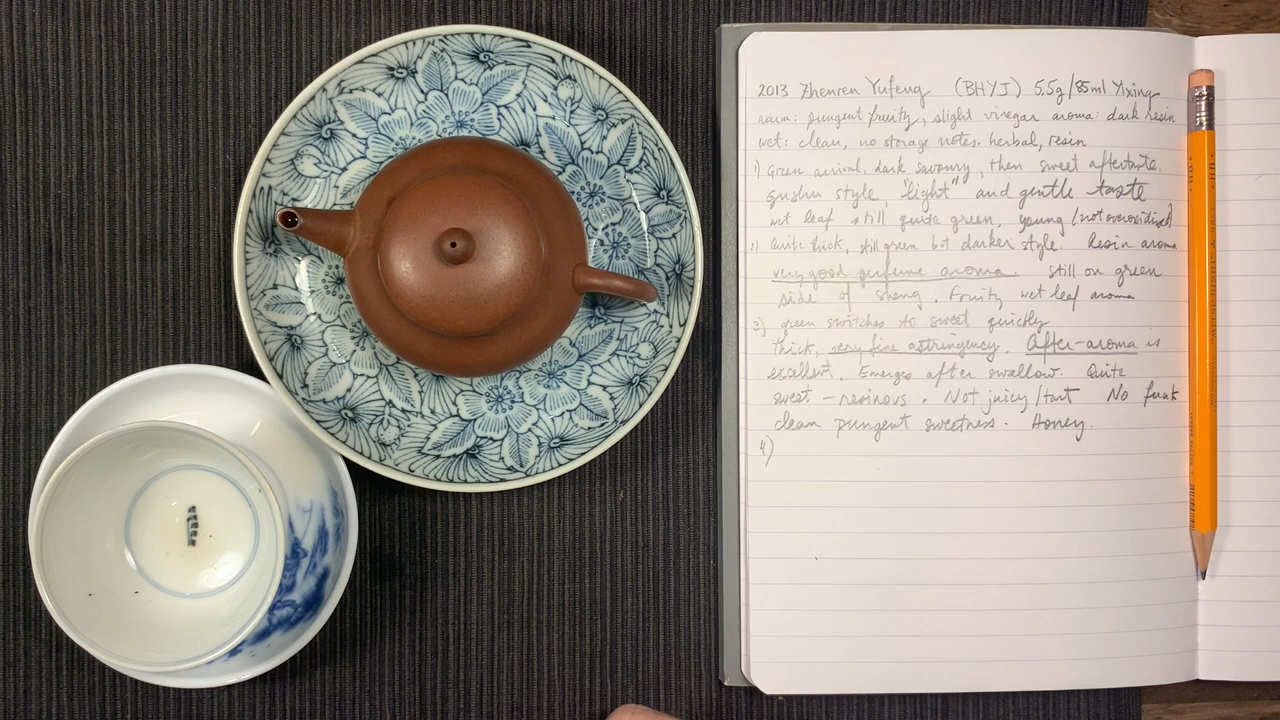 2013 Zhenren Yufeng (BHYJ) 5.5g/85ml Yixing
warm: pungent fruity, slight vinegar aroma: dark resin
wet: clean, no storage notes. herbal, resin
1) Green arrival, dark savoury, then sweet aftertaste.
gushu style, "light" and gentle taste
wet leaf still quite green, young (not overoxidised)
2) Quite thick, still green but darker style. Resin aroma
very good perfume aroma. still on green
side of sheng. Fruity wet leaf aroma
3) green switches to sweet quickly
thick, very fine astringency. After-aroma is
excellent. Emerge after swallow. Quite
sweet - resinous. Not juicy/tart No funk
clean pungent sweetness. Honey.
4)
HB